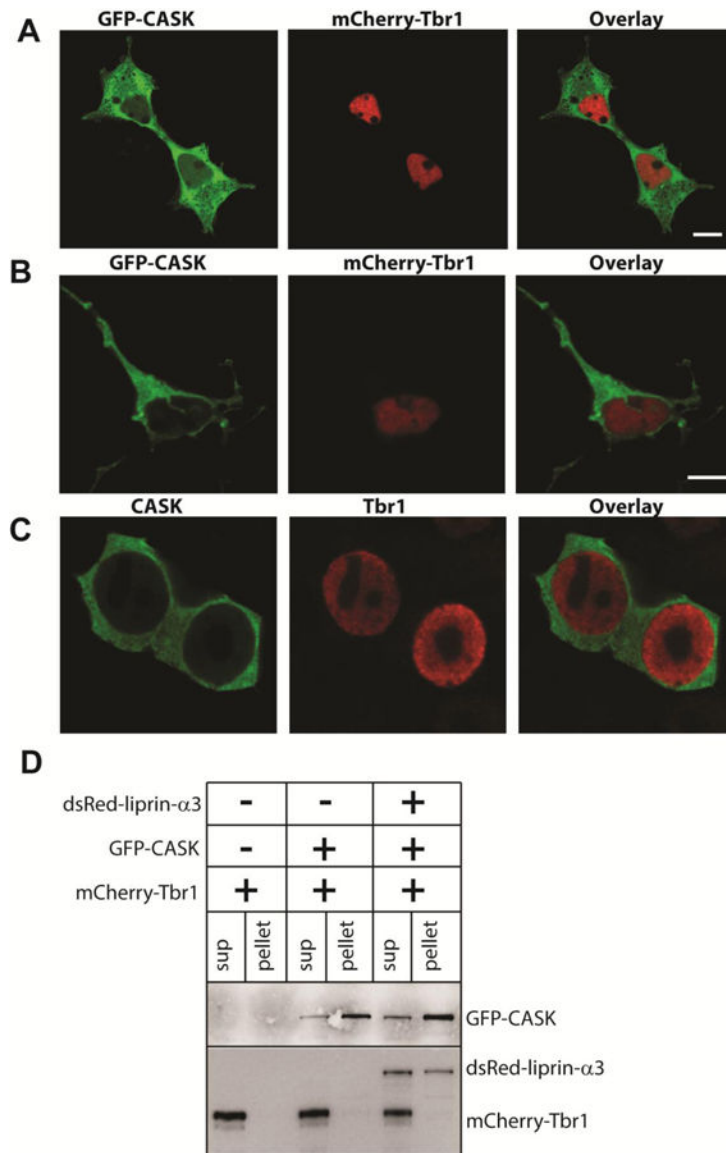 A
GFP-CASK mCherry-Tbr1 Overlay
B
GFP-CASK mCherry-Tbr1 Overlay
C
CASK Tbr1 Overlay
D
dsRed-liprin-α3 - - +
GFP-CASK - + +
mCherry-Tbr1 + + +
sup pellet sup pellet sup pellet
GFP-CASK
dsRed-liprin-α3
mCherry-Tbr1